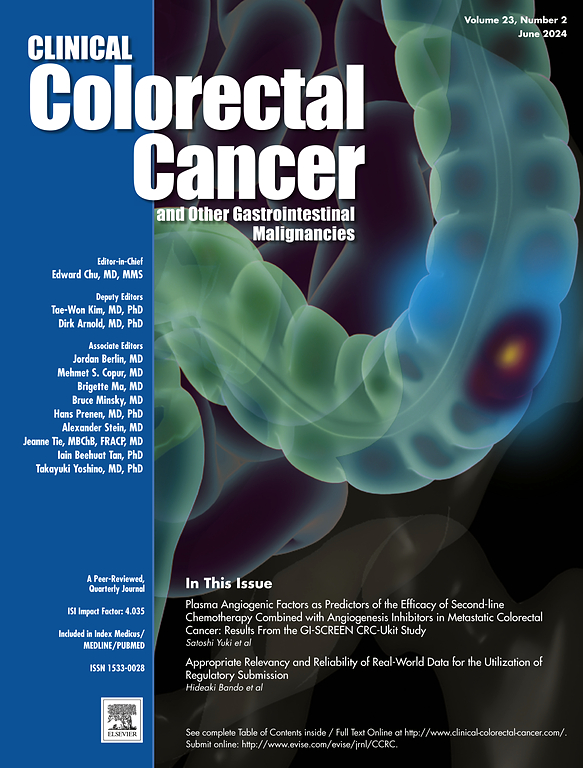 Volume 23, Number 2
June 2024
CLINICAL
Colorectal
Cancer
and Other Gastrointestinal
Malignancies
Editor-in-Chief
Edward Chu, MD, MMS
Deputy Editors
Tae-Won Kim, MD, PhD
Dirk Arnold, MD, PhD
Associate Editors
Jordan Berlin, MD
Mehmet S. Copur, MD
Brigette Ma, MD
Bruce Minsky, MD
Hans Prenen, MD, PhD
Alexander Stein, MD
Jeanne Tie, MBChB, FRACP, MD
Iain Beehuat Tan, PhD
Takayuki Yoshino, MD, PhD
A Peer-Reviewed,
Quarterly Journal
ISI Impact Factor: 4.035
Included in Index Medicus/
MEDLINE/PUBMED
ISSN 1533-0028
ELSEVIER
In This Issue
Plasma Angiogenic Factors as Predictors of the Efficacy of Second-line
Chemotherapy Combined with Angiogenesis Inhibitors in Metastatic Colorectal
Cancer: Results From the GI-SCREEN CRC-Ukit Study
Satoshi Yuki et al
Appropriate Relevancy and Reliability of Real-World Data for the Utilization of
Regulatory Submission
Hideaki Bando et al
See complete Table of Contents inside / Full Text Online at http://www.clinical-colorectal-cancer.com/.
Submit online: http://www.evise.com/evise/jrnl/CCRC.